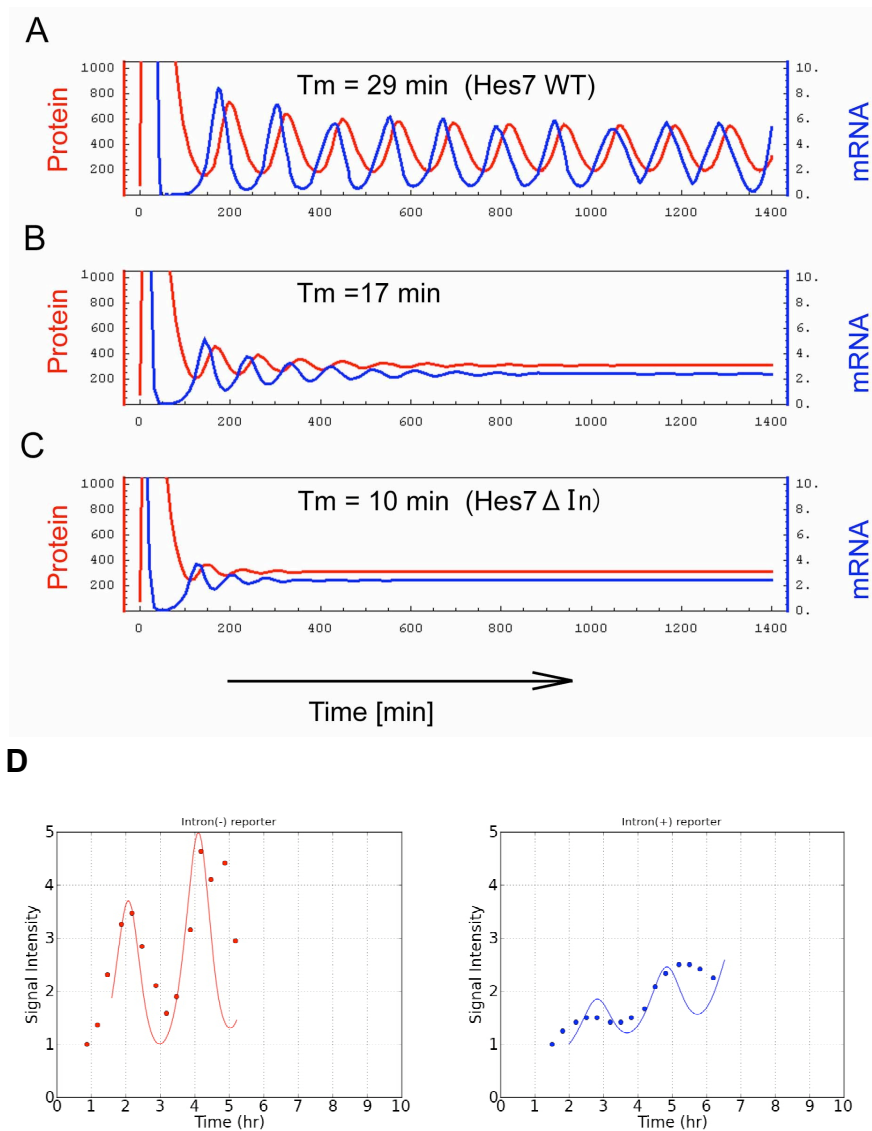 A
Tm = 29 min (Hes7 WT)
Protein
mRNA
1000
800
600
400
200
10.
8.
6.
4.
2.
0.
0 200 400 600 800 1000 1200 1400
B
Tm =17 min
Protein
mRNA
1000
800
600
400
200
10.
8.
6.
4.
2.
0.
0 200 400 600 800 1000 1200 1400
C
Tm = 10 min (Hes7 Δ In)
Protein
mRNA
1000
800
600
400
200
10.
8.
6.
4.
2.
0.
0 200 400 600 800 1000 1200 1400
Time [min]
D
Intron(-) reporter
Signal Intensity
5
4
3
2
1
0
0 1 2 3 4 5 6 7 8 9 10
Time (hr)
Intron(+) reporter
Signal Intensity
5
4
3
2
1
0
0 1 2 3 4 5 6 7 8 9 10
Time (hr)